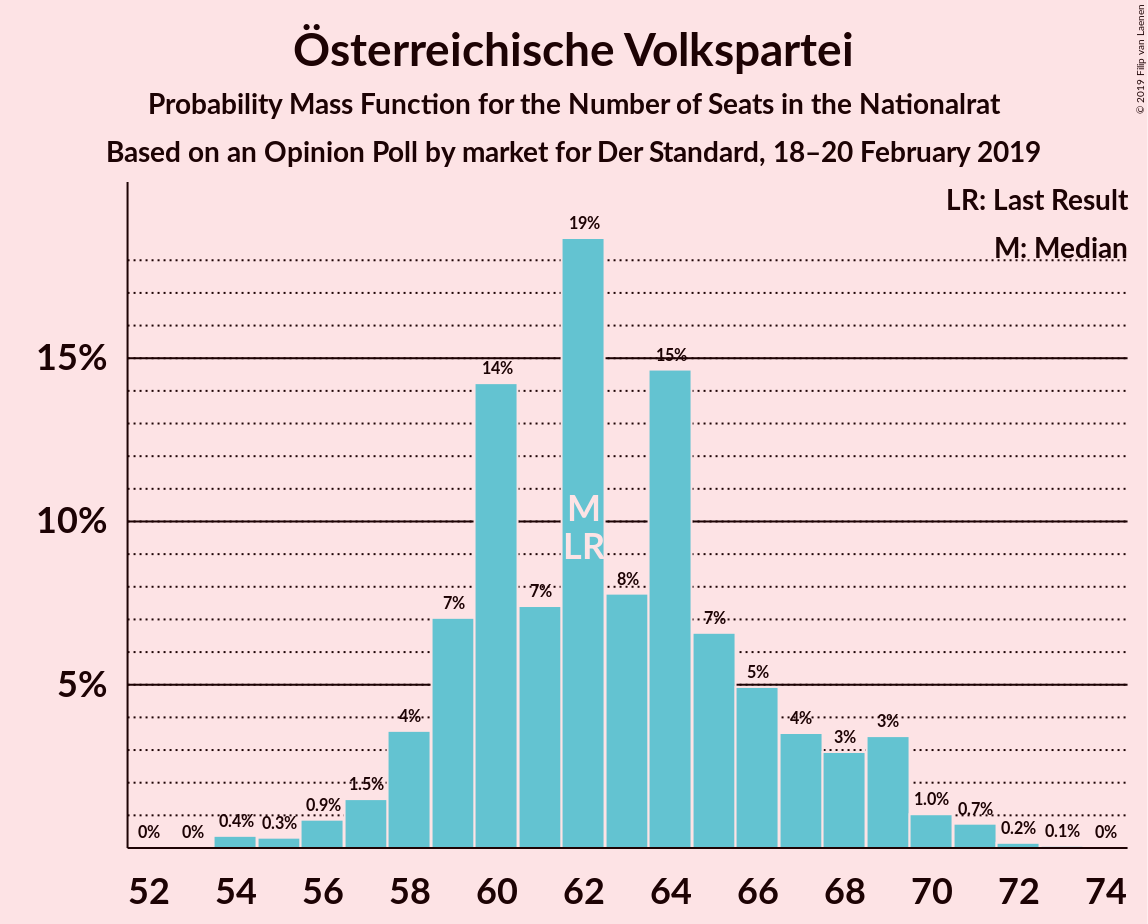 Österreichische Volkspartei
Probability Mass Function for the Number of Seats in the Nationalrat
Based on an Opinion Poll by market for Der Standard, 18–20 February 2019
© 2019 Filip van Laenen
LR: Last Result
M: Median
15%
10%
5%
0%
0%
0.4%
0.3%
0.9%
1.5%
4%
7%
14%
7%
19%
8%
15%
7%
5%
4%
3%
3%
1.0%
0.7%
0.2%
0.1%
0%
M
LR
52 54 56 58 60 62 64 66 68 70 72 74